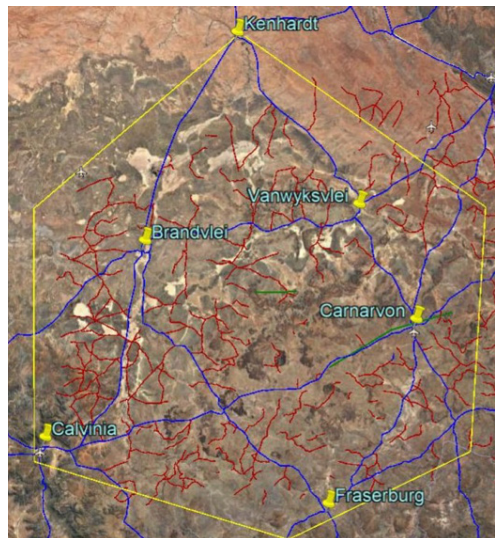 Kenhardt
Vanwyksvlei
Brandvlei
Carnarvon
Calvinia
Fraserburg